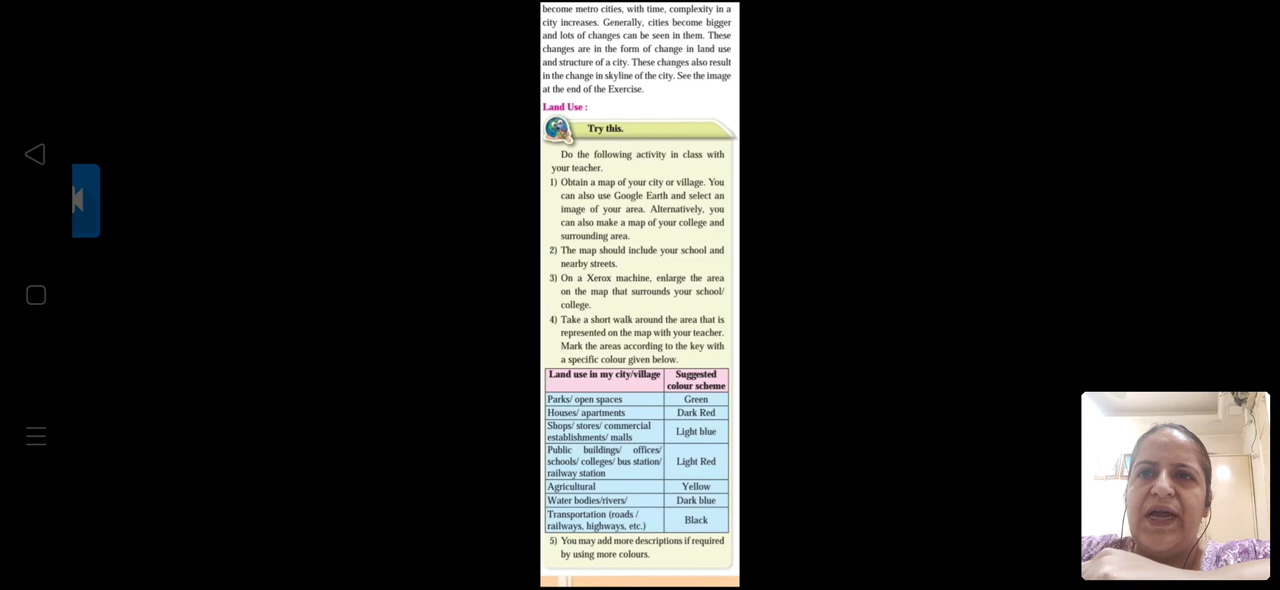 become metro cities, with time, complexity in a
city increases. Generally, cities become bigger
and lots of changes can be seen in them. These
changes are in the form of change in land use
and structure of a city. These changes also result
in the change in skyline of the city. See the image
at the end of the Exercise.
Land Use :
Try this.
Do the following activity in class with
your teacher.
1) Obtain a map of your city or village. You
can also use Google Earth and select an
image of your area. Alternatively, you
can also make a map of your college and
surrounding area.
2) The map should include your school and
nearby streets.
3) On a Xerox machine, enlarge the area
on the map that surrounds your school/
college.
4) Take a short walk around the area that is
represented on the map with your teacher.
Mark the areas according to the key with
a specific colour given below.
Land use in my city/village Suggested
colour scheme
Parks/ open spaces Green
Houses/ apartments Dark Red
Shops/ stores/ commercial
establishments/ malls Light blue
Public buildings/ offices/
schools/ colleges/ bus station/ Light Red
railway station
Agricultural Yellow
Water bodies/rivers/ Dark blue
Transportation (roads /
railways, highways, etc.) Black
5) You may add more descriptions if required
by using more colours.